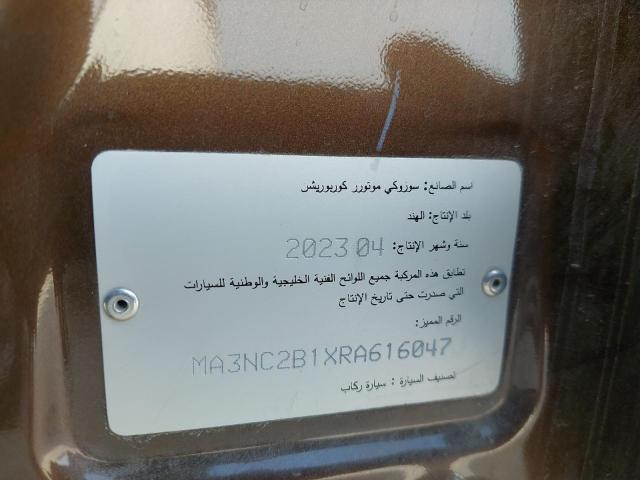 اسم الصانع: سوزوكي موتورز كوربوريشن
بلد الإنتاج: الهند
سنة وشهر الإنتاج: 2023 04
تطابق هذه المركبة جميع اللوائح الفنية الخليجية والوطنية للسيارات
التي صدرت حتى تاريخ الإنتاج
الرقم المميز:
MA3NC2B1XRA616047
تصنيف السيارة : سيارة ركاب